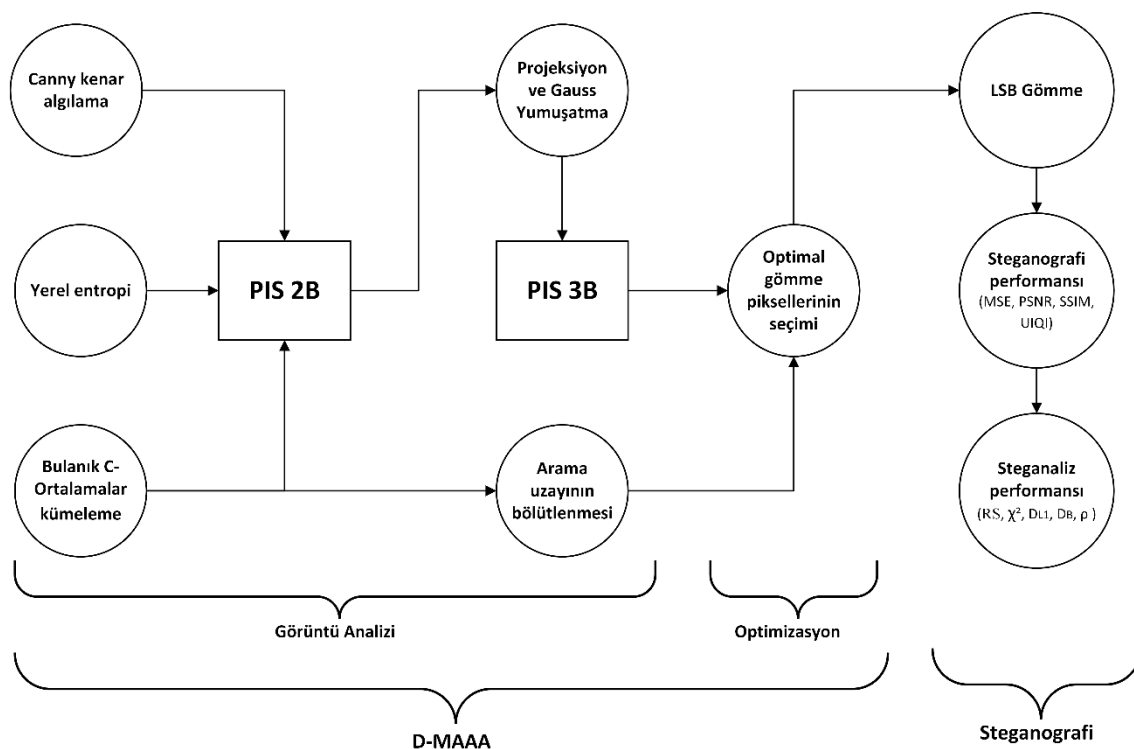 Canny kenar
algılama
Projeksiyon
ve Gauss
Yumuşatma
LSB Gömme
Yerel entropi
PIS 2B
PIS 3B
Optimal
gömme
piksellerinin
seçimi
Steganografi
performansı
(MSE, PSNR, SSIM,
UIQI)
Bulanık C-
Ortalamalar
kümeleme
Arama
uzayının
bölütlenmesi
Steganaliz
performansı
(RS, χ², DL1, DB, ρ )
Görüntü Analizi
Optimizasyon
D-MAAA
Steganografi